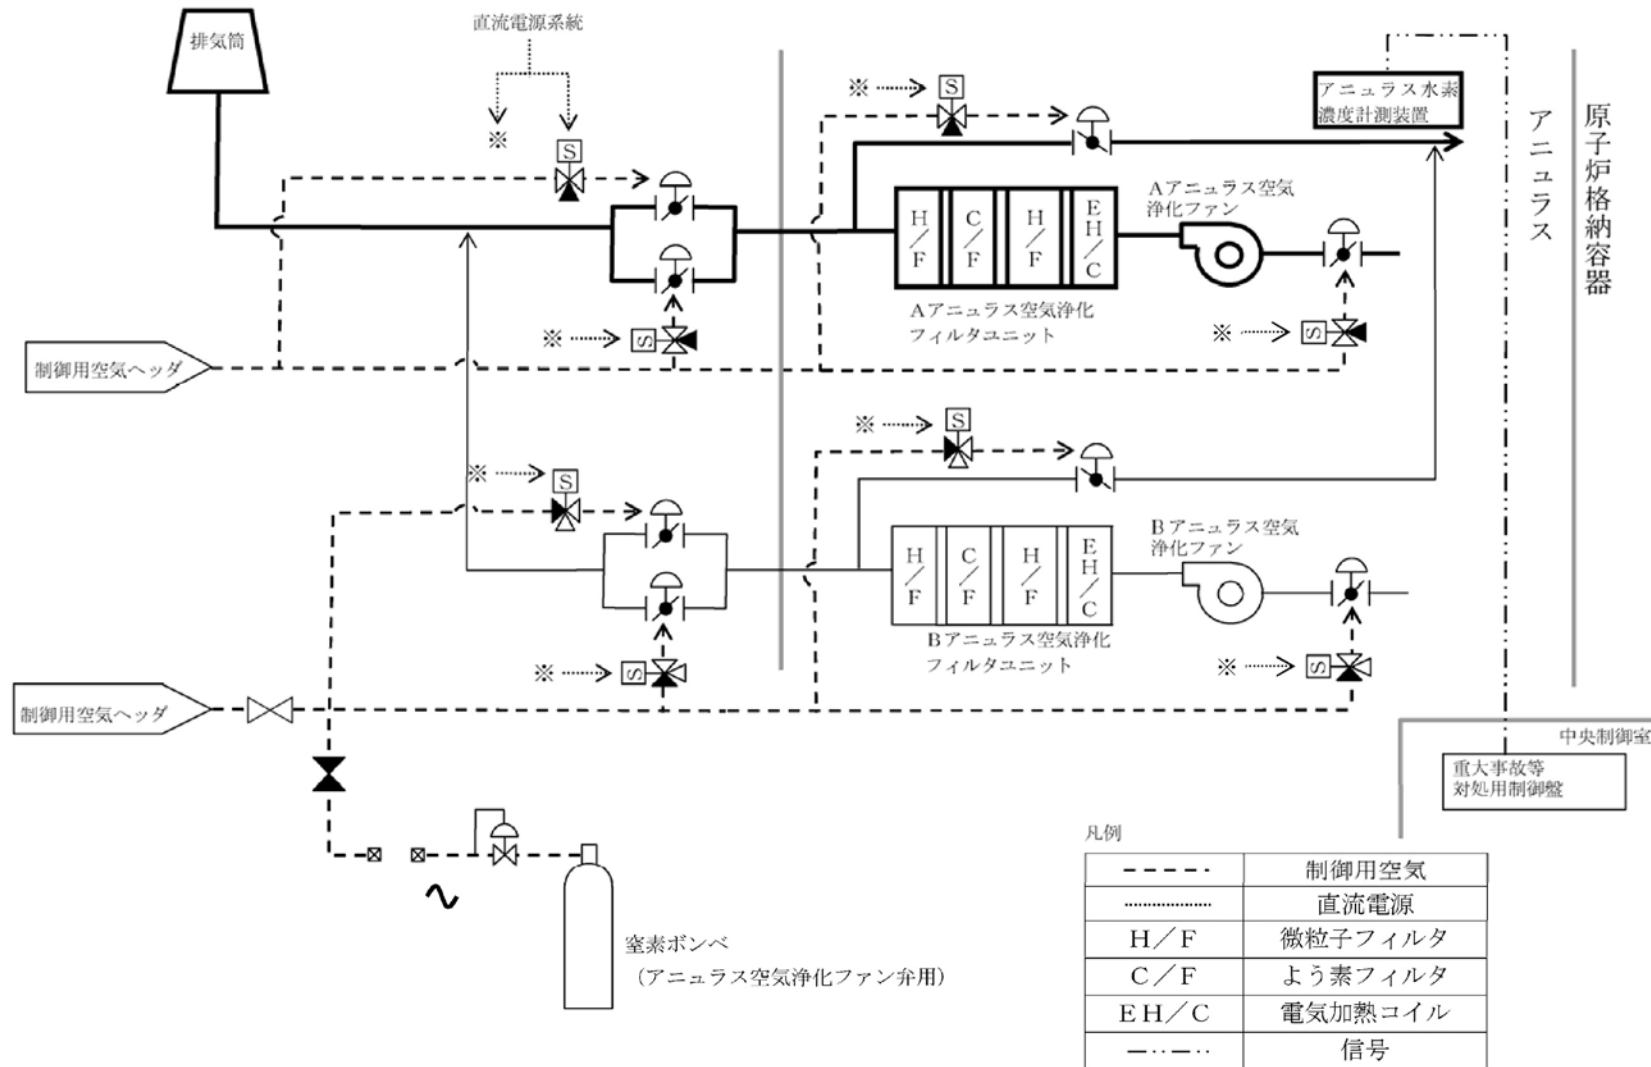 排気筒
直流電源系統
※
S
※
S
アニュラス水素
濃度計測装置
アニュラス
原子炉格納容器
H/F
C/F
H/F
EH/C
Aアニュラス空気
浄化ファン
Aアニュラス空気浄化
フィルタユニット
※
S
※
S
制御用空気ヘッダ
※
S
※
S
H/F
C/F
H/F
EH/C
Bアニュラス空気
浄化ファン
Bアニュラス空気浄化
フィルタユニット
※
S
※
S
制御用空気ヘッダ
中央制御室
重大事故等
対処用制御盤
窒素ボンベ
(アニュラス空気浄化ファン弁用)
凡例
制御用空気
直流電源
H/F 微粒子フィルタ
C/F よう素フィルタ
EH/C 電気加熱コイル
信号